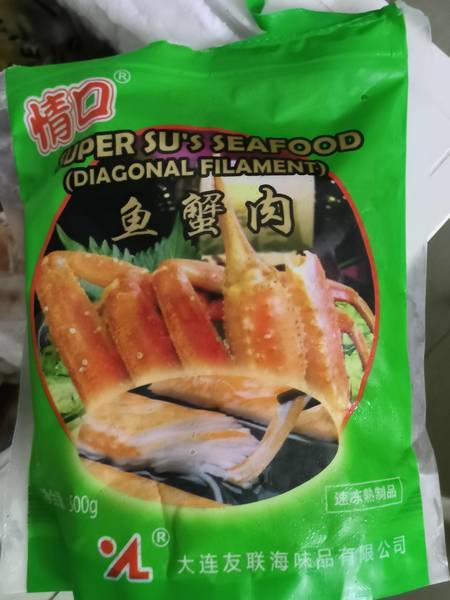 情口®
SUPER SU'S SEAFOOD
(DIAGONAL FILAMENT)
鱼蟹肉
500g
速冻熟制品
®
大连友联海味品有限公司